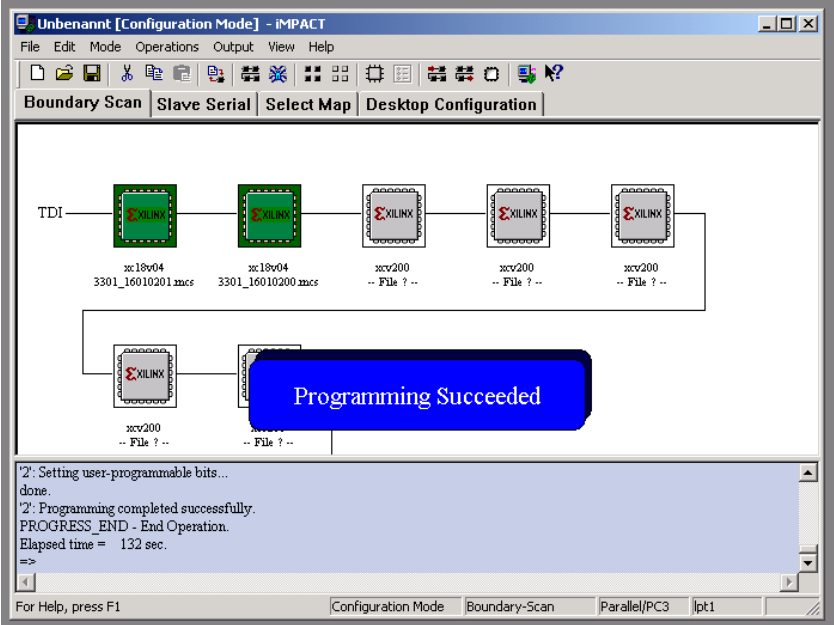 Unbenannt [Configuration Mode] - iMPACT
File Edit Mode Operations Output View Help
Boundary Scan Slave Serial Select Map Desktop Configuration
TDI
XILINX XILINX XILINX XILINX XILINX
xc18v04 xc18v04 xcv200 xcv200 xcv200
3301_16010201.mcs 3301_16010200.mcs -- File ? -- -- File ? -- -- File ? --
XILINX
Programming Succeeded
xcv200
-- File ? -- -- File ? --
'2': Setting user-programmable bits...
done.
'2': Programming completed successfully.
PROGRESS_END - End Operation.
Elapsed time = 132 sec.
=>
For Help, press F1 Configuration Mode Boundary-Scan Parallel/PC3 lpt1